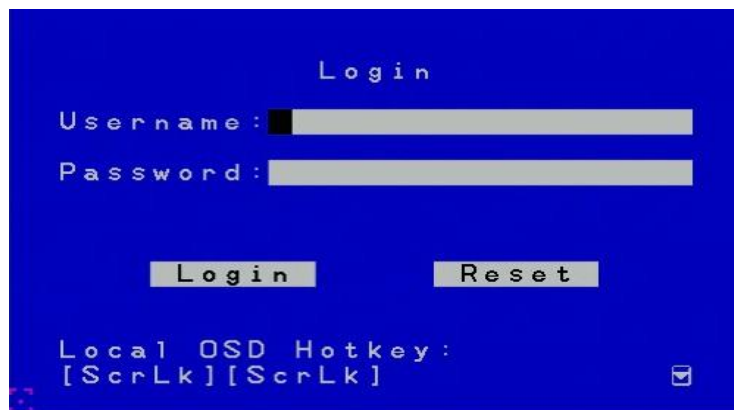 Login
Username:
Password:
Login Reset
Local OSD Hotkey:
[ScrLk][ScrLk]